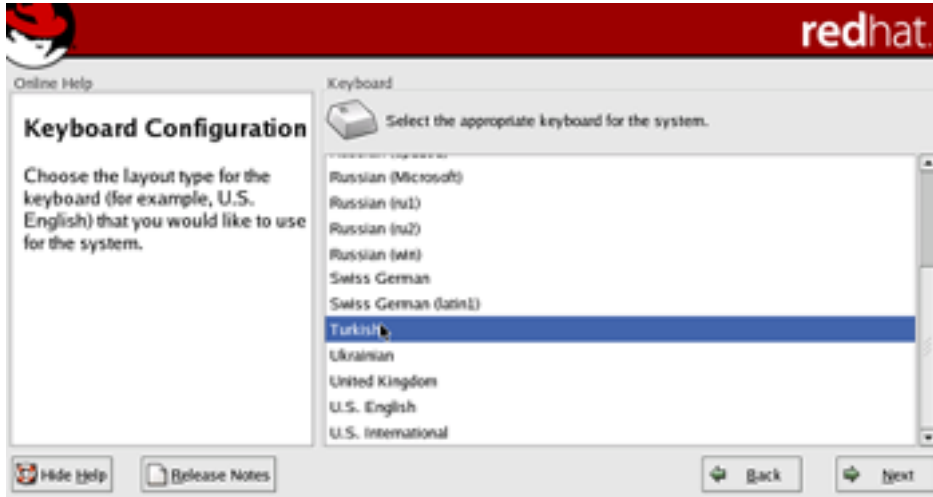 redhat.
Online Help
Keyboard Configuration
Choose the layout type for the
keyboard (for example, U.S.
English) that you would like to use
for the system.
Keyboard
Select the appropriate keyboard for the system.
Russian (Microsoft)
Russian (ru1)
Russian (ru2)
Russian (win)
Swiss German
Swiss German (latin1)
Turkish
Ukrainian
United Kingdom
U.S. English
U.S. International
Hide Help
Release Notes
Back
Next